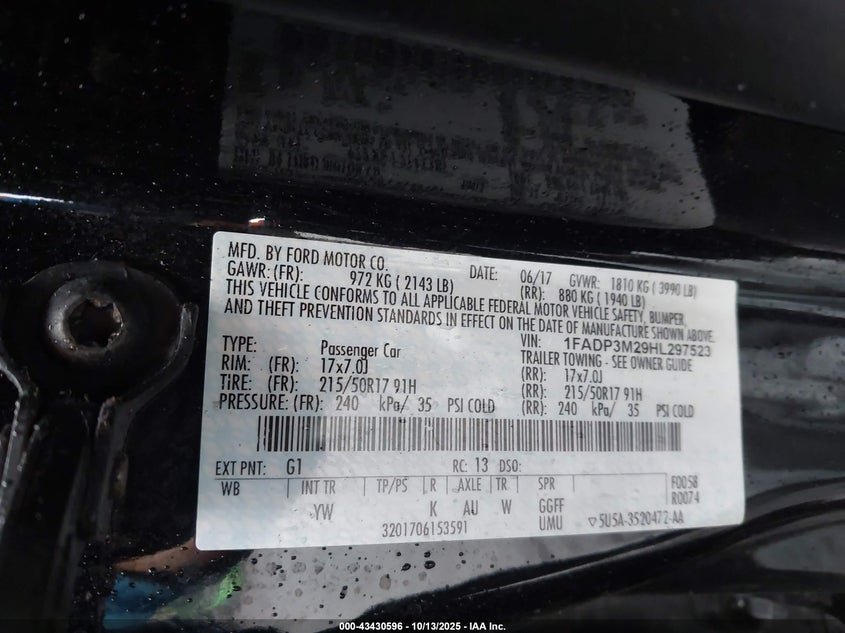 MFD. BY FORD MOTOR CO. DATE: 06/17 GVWR: 1810 KG ( 3990 LB)
GAWR: (FR): 972 KG ( 2143 LB) (RR): 880 KG ( 1940 LB)
THIS VEHICLE CONFORMS TO ALL APPLICABLE FEDERAL MOTOR VEHICLE SAFETY, BUMPER,
AND THEFT PREVENTION STANDARDS IN EFFECT ON THE DATE OF MANUFACTURE SHOWN ABOVE.
VIN: 1FADP3M29HL297523
TYPE: Passenger Car TRAILER TOWING - SEE OWNER GUIDE
RIM: (FR): 17x7.0J (RR): 17x7.0J
TIRE: (FR): 215/50R17 91H (RR): 215/50R17 91H
PRESSURE: (FR): 240 kPa/ 35 PSI COLD (RR): 240 kPa/ 35 PSI COLD
EXT PNT: G1 RC: 13 DSO: F0058
WB INT TR TP/PS R AXLE TR SPR R0074
YW K AU W GGFF
3201706153591 UMU ▽5U5A-3520472-AA
000-43430596 - 10/13/2025 - IAA Inc.